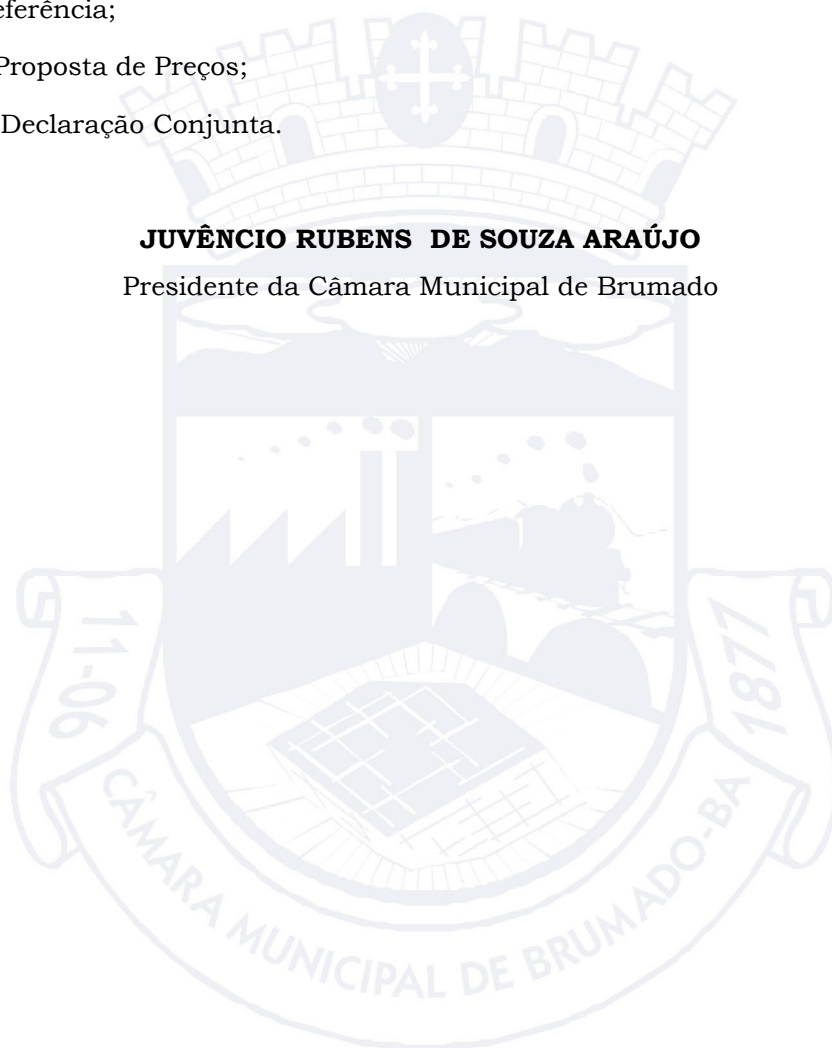 eferência;
Proposta de Preços;
Declaração Conjunta.
JUVÊNCIO RUBENS DE SOUZA ARAÚJO
Presidente da Câmara Municipal de Brumado
11-06
1877
CÂMARA MUNICIPAL DE BRUMADO-BA